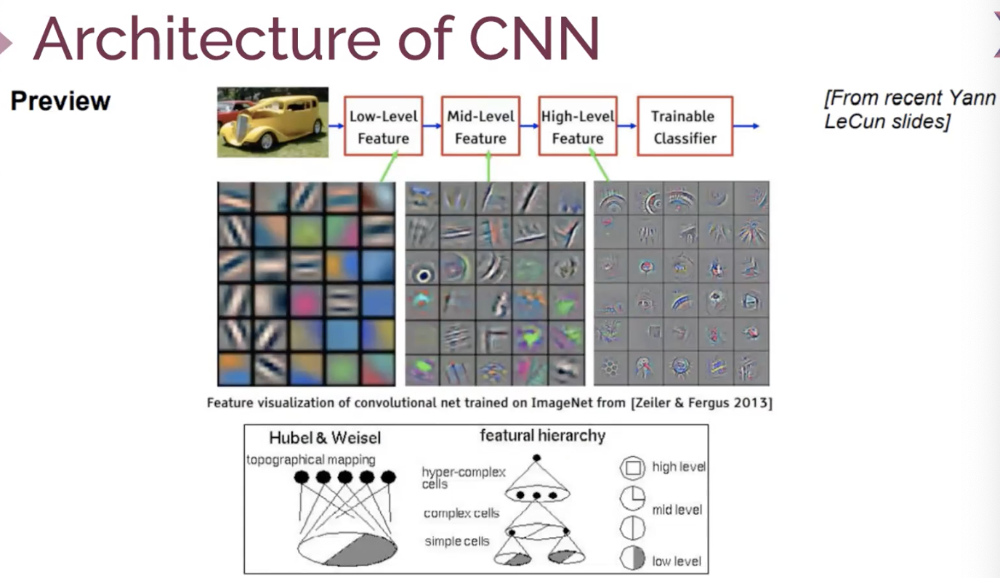 Architecture of CNN
Preview
[From recent Yann
LeCun slides]
Low-Level
Feature
Mid-Level
Feature
High-Level
Feature
Trainable
Classifier
Feature visualization of convolutional net trained on ImageNet from [Zeiler & Fergus 2013]
Hubel & Weisel
topographical mapping
featural hierarchy
hyper-complex
cells
complex cells
simple cells
high level
mid level
low level